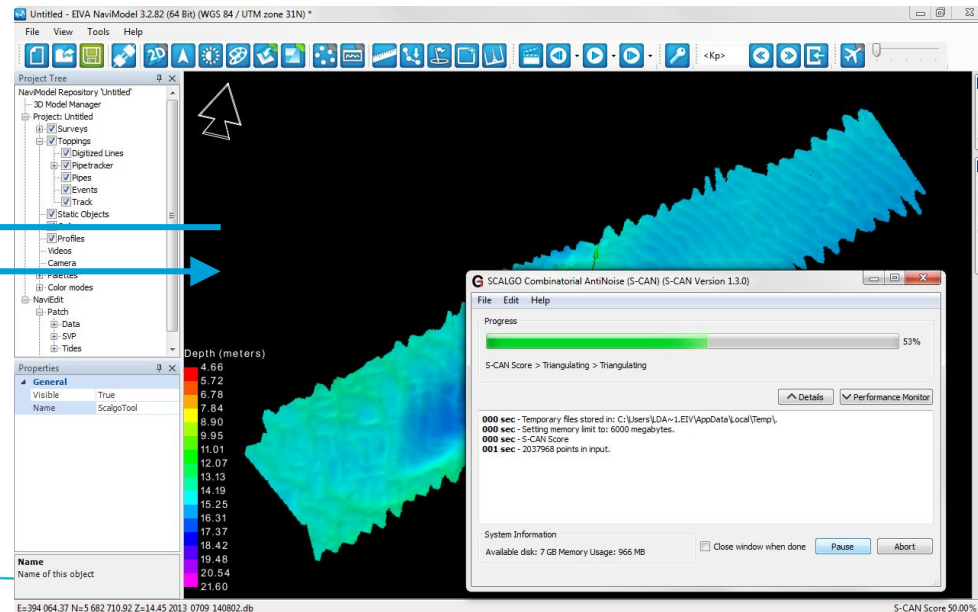 Untitled - EIVA NaviModel 3.2.82 (64 Bit) (WGS 84 / UTM zone 31N) *
File View Tools Help
2D
<Kp>
Project Tree
NaviModel Repository 'Untitled'
3D Model Manager
Project: Untitled
Surveys
Toppings
Digitized Lines
Pipetracker
Pipes
Events
Track
Static Objects
Profiles
Videos
Camera
Palettes
Color modes
NaviEdit
Patch
Data
SVP
Tides
Properties
General
Visible True
Name ScalgoTool
Name
Name of this object
Depth (meters)
4.66
5.72
6.78
7.84
8.90
9.95
11.01
12.07
13.13
14.19
15.25
16.31
17.37
18.42
19.48
20.54
21.60
SCALGO Combinatorial AntiNoise (S-CAN) (S-CAN Version 1.3.0)
File Edit Help
Progress
53%
S-CAN Score > Triangulating > Triangulating
Details Performance Monitor
000 sec - Temporary files stored in: C:\Users\LDA~1.EIV\AppData\Local\Temp\.
000 sec - Setting memory limit to: 6000 megabytes.
000 sec - S-CAN Score
001 sec - 2037968 points in input.
System Information
Available disk: 7 GB Memory Usage: 966 MB
Close window when done Pause Abort
E=394 064.37 N=5 682 710.92 Z=14.45 2013 0709 140802.db
S-CAN Score 50.00%